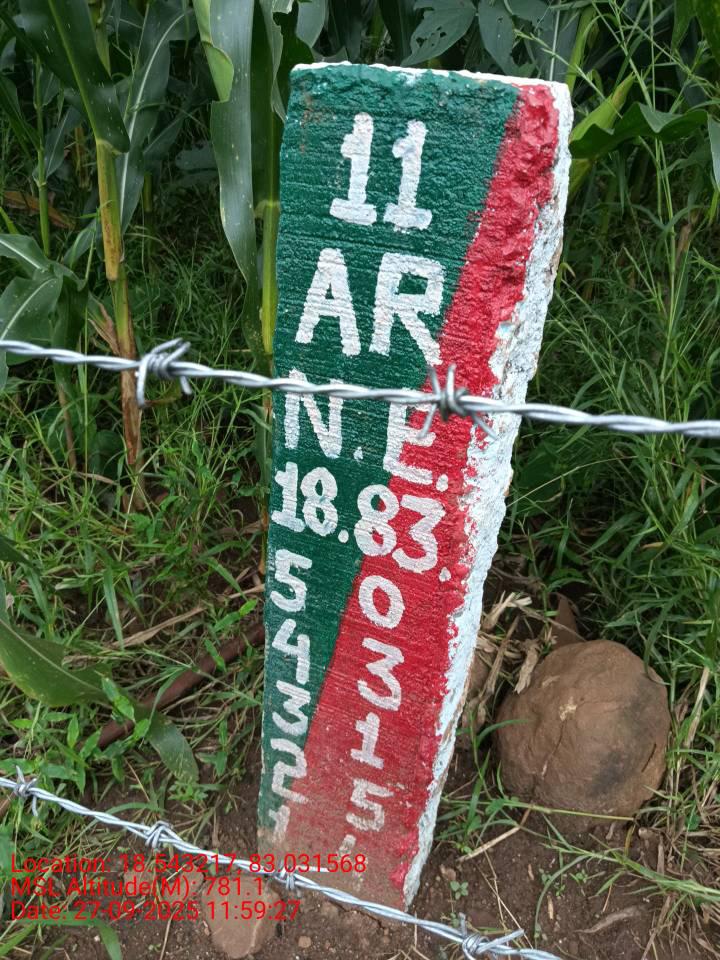 11
AR
N. E.
18.83.
5 0
4 3
3 1
2 5
1
Location: 18.543217, 83.031568
MSL Altitude(M): 781.1
Date: 27-09-2025 11:59:27